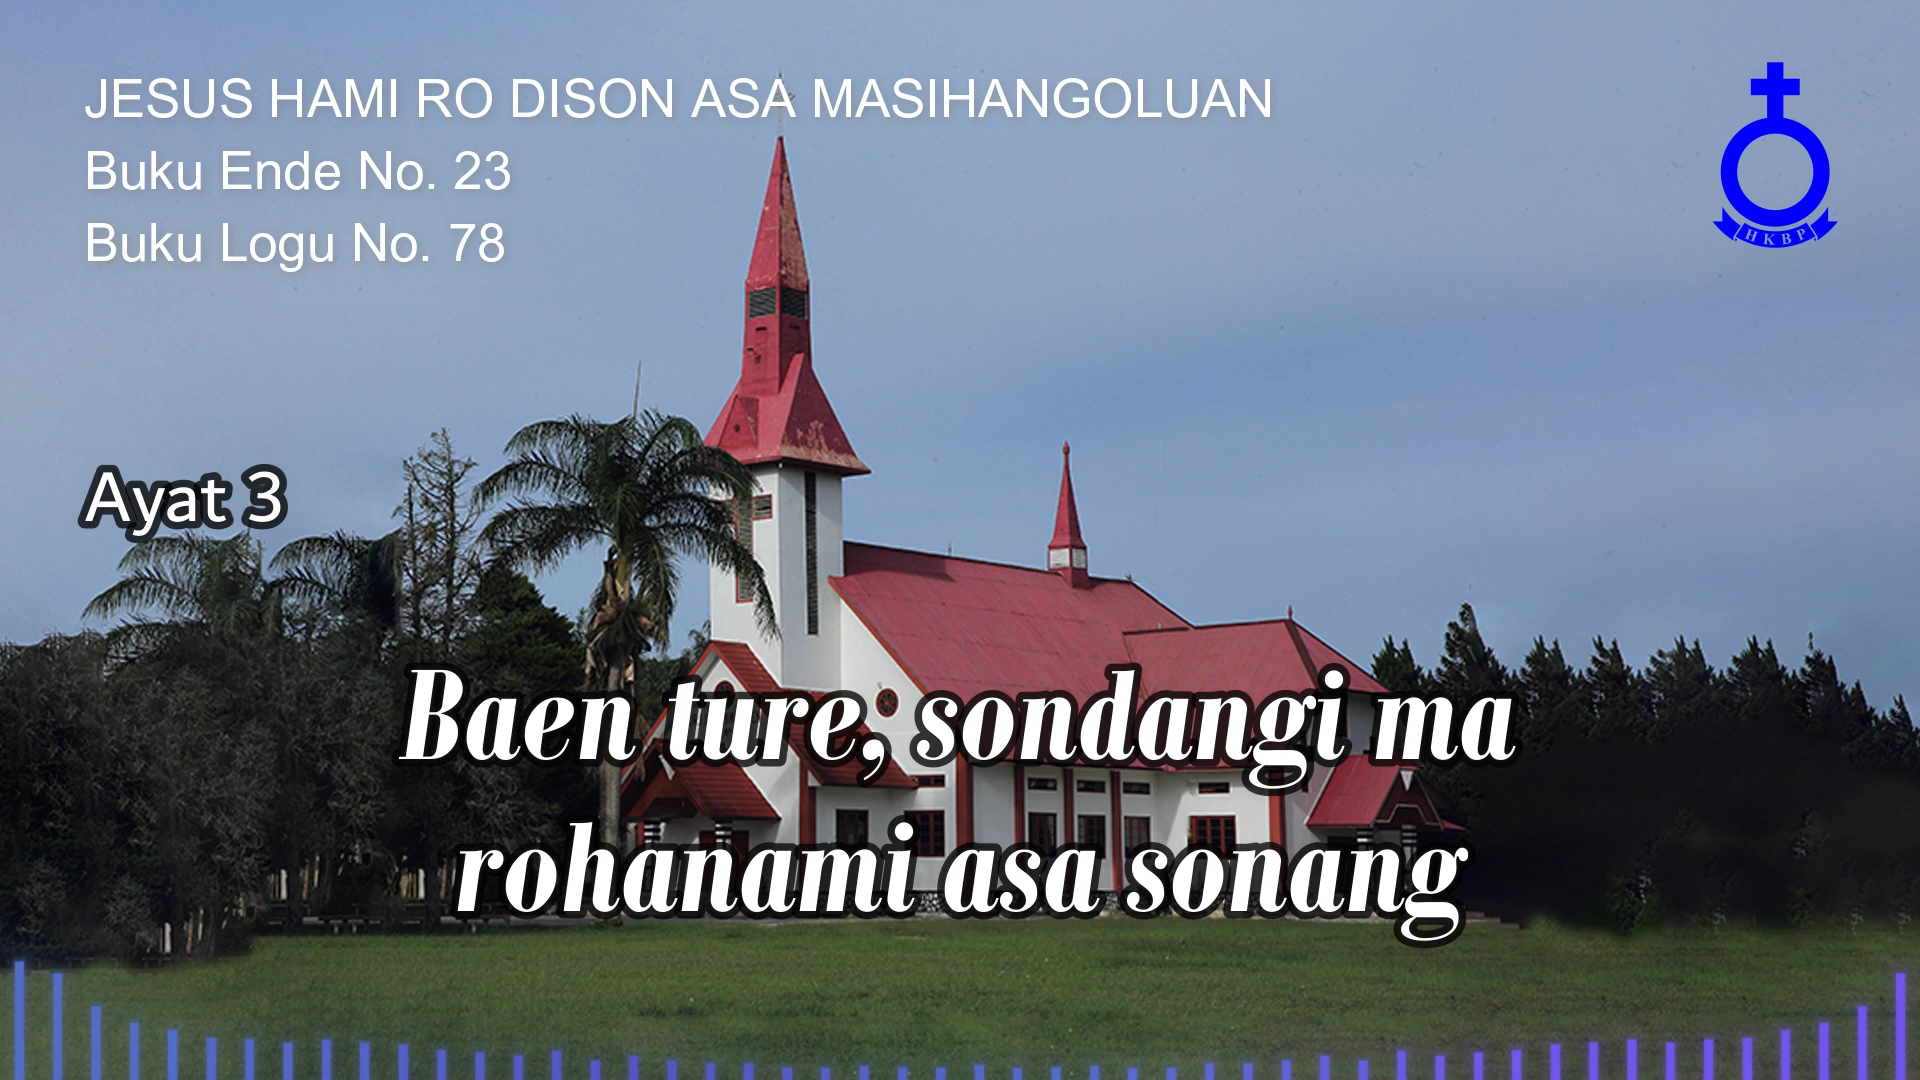 JESUS HAMI RO DISON ASA MASIHANGOLUAN
Buku Ende No. 23
Buku Logu No. 78
HKBP
Ayat 3
Baen ture, sondangi ma
rohanami asa sonang